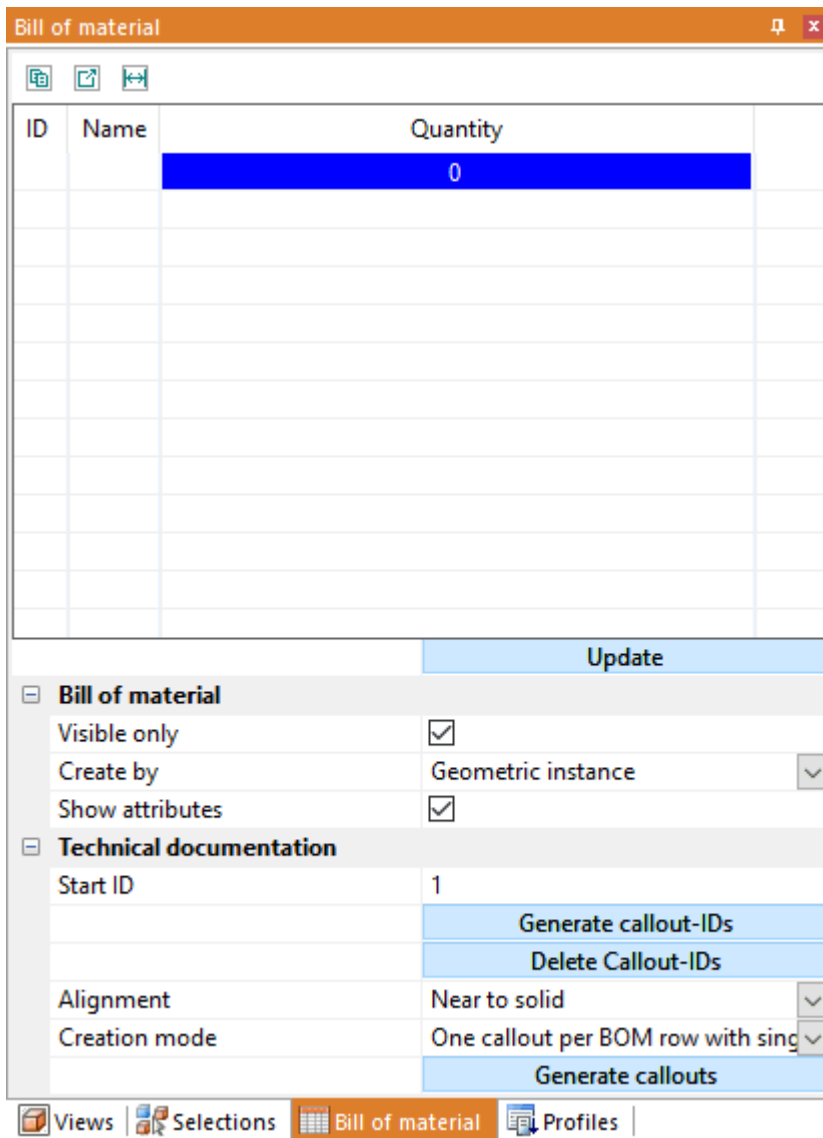 Bill of material
ID Name Quantity
0
Update
Bill of material
Visible only
Create by Geometric instance
Show attributes
Technical documentation
Start ID 1
Generate callout-IDs
Delete Callout-IDs
Alignment Near to solid
Creation mode One callout per BOM row with sing
Generate callouts
Views Selections Bill of material Profiles